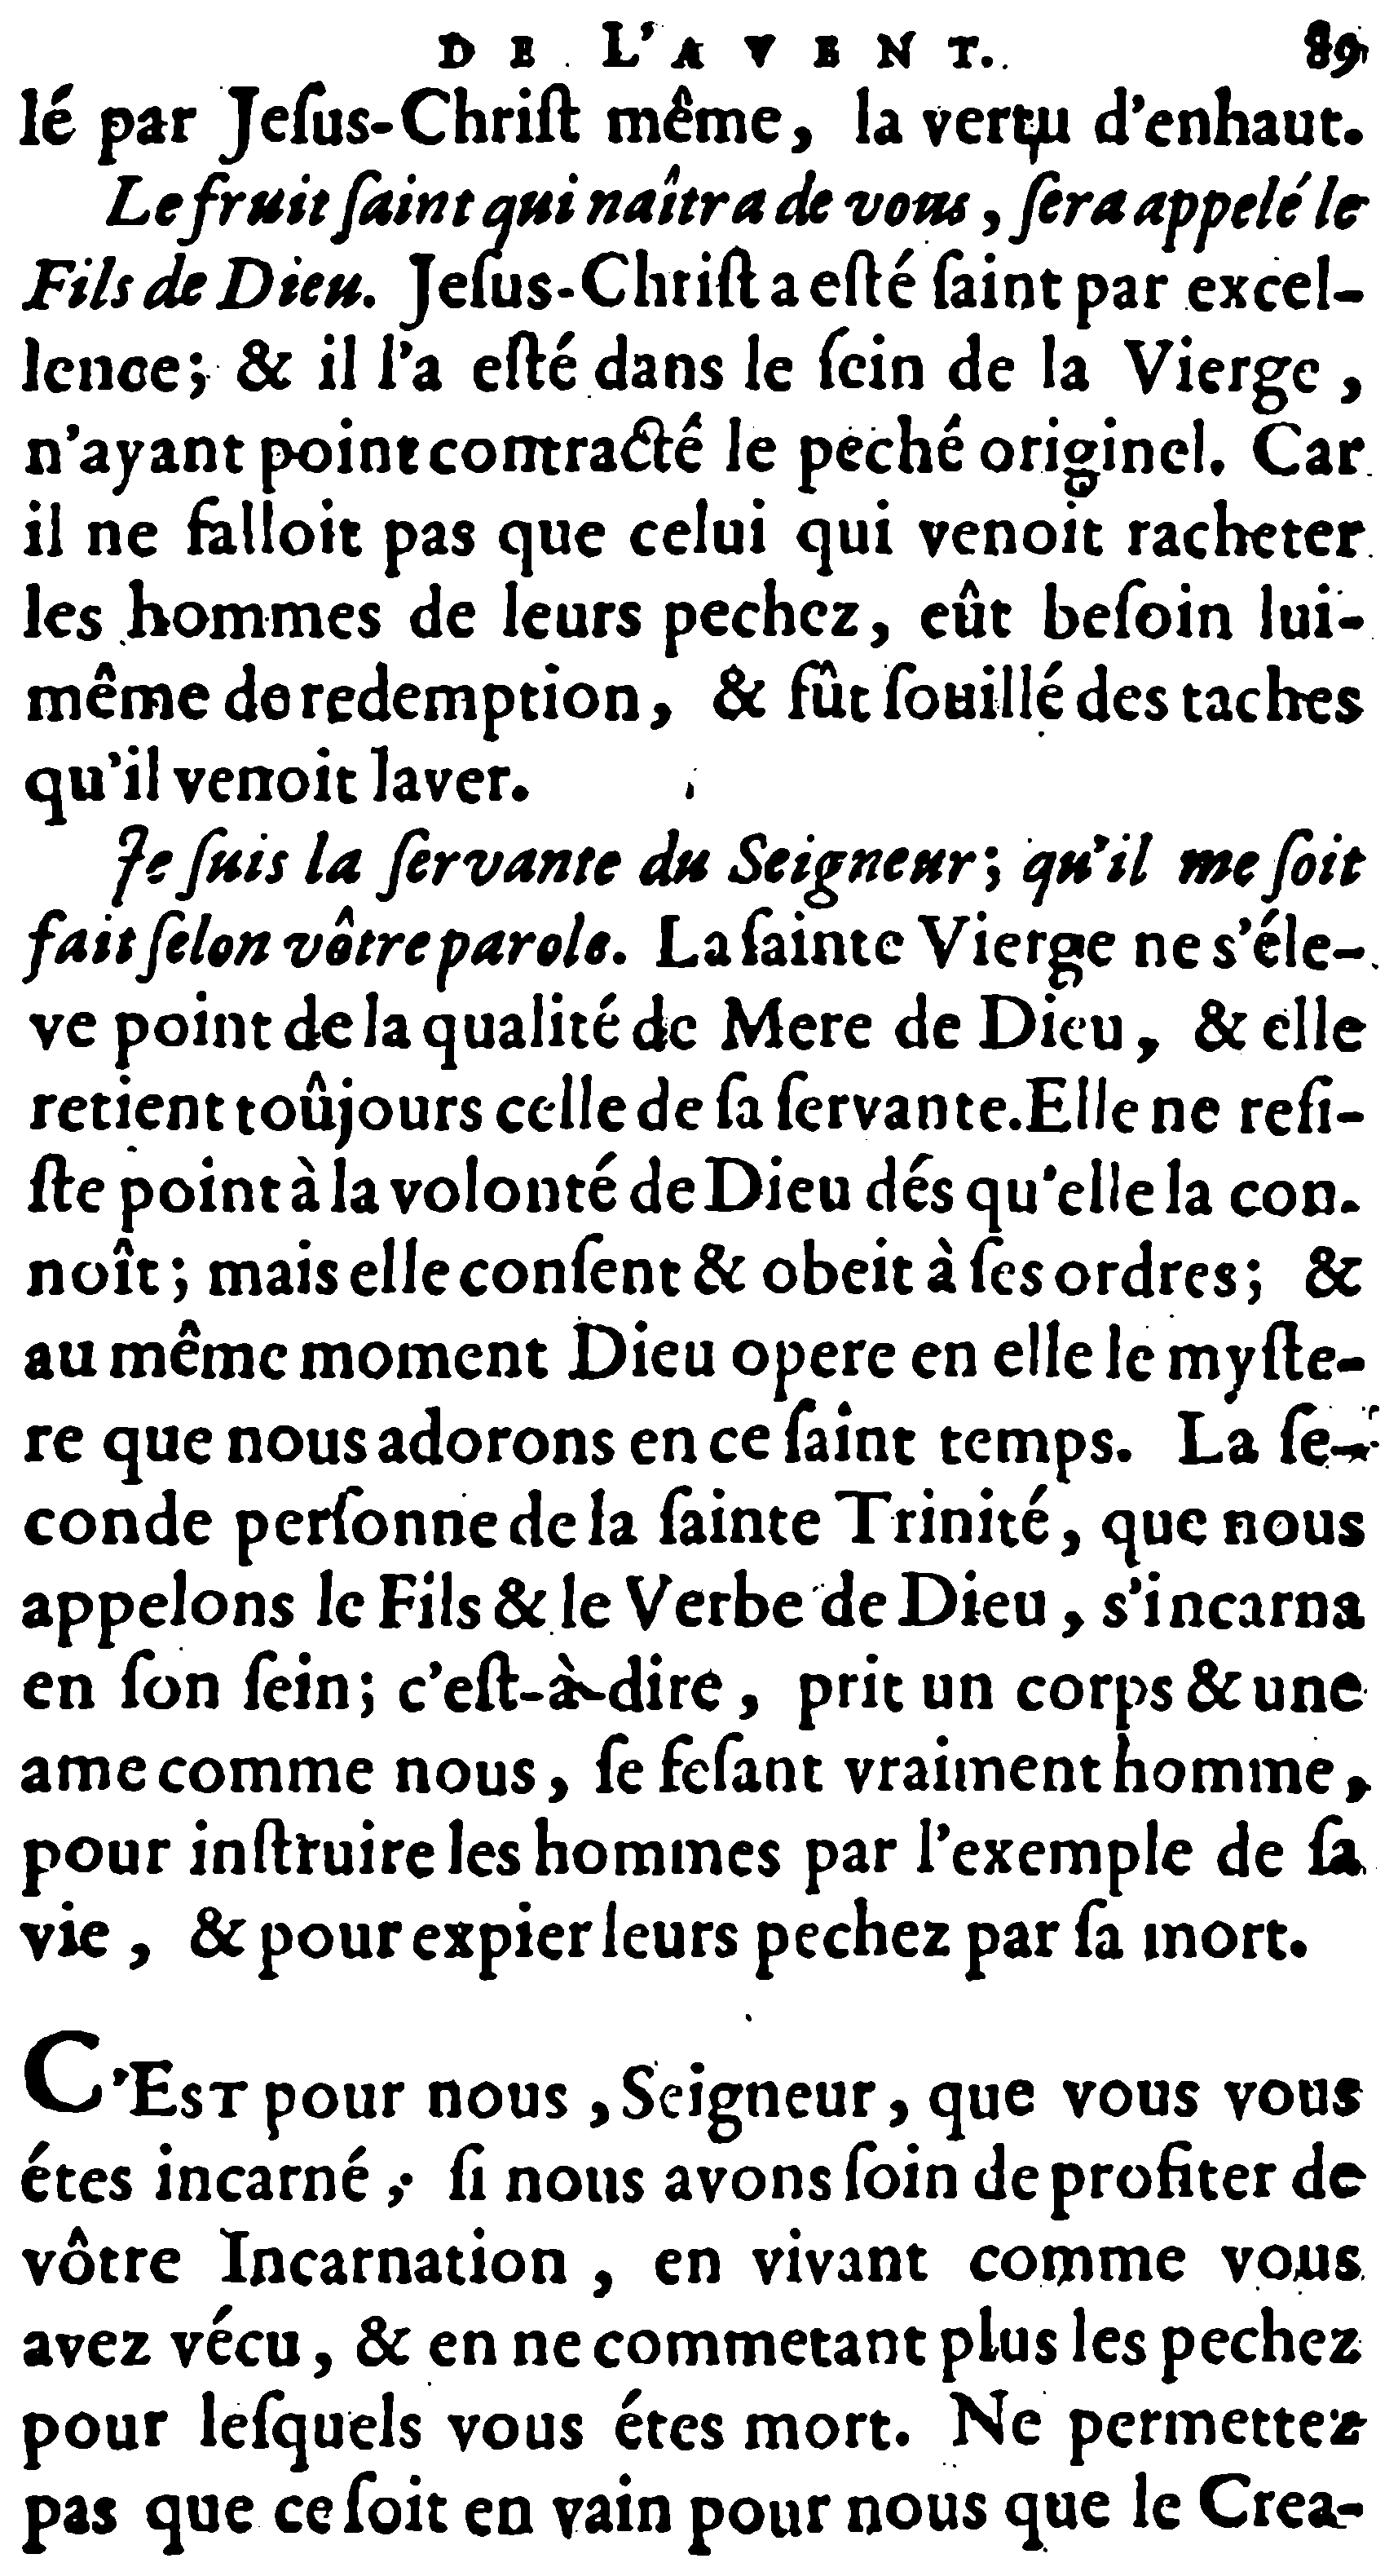 DE L'AVENT. 89
lé par Jeſus-Chriſt même, la vertu d'enhaut.
Le fruit ſaint qui naîtra de vous, ſera appelé le
Fils de Dieu. Jeſus-Chriſt a eſté ſaint par excel-
lence; & il l'a eſté dans le ſein de la Vierge,
n'ayant point contracté le peché originel. Car
il ne falloit pas que celui qui venoit racheter
les hommes de leurs pechez, eût beſoin lui-
même de redemption, & fût ſouillé des taches
qu'il venoit laver.
Je ſuis la ſervante du Seigneur; qu'il me ſoit
fait ſelon vôtre parole. La ſainte Vierge ne s'éle-
ve point de la qualité de Mere de Dieu, & elle
retient toûjours celle de ſa ſervante. Elle ne reſi-
ſte point à la volonté de Dieu dés qu'elle la con-
noît; mais elle conſent & obeit à ſes ordres; &
au même moment Dieu opere en elle le myſte-
re que nous adorons en ce ſaint temps. La ſe-
conde perſonne de la ſainte Trinité, que nous
appelons le Fils & le Verbe de Dieu, s'incarna
en ſon ſein; c'eſt-à-dire, prit un corps & une
ame comme nous, ſe feſant vraiment homme,
pour inſtruire les hommes par l'exemple de ſa
vie, & pour expier leurs pechez par ſa mort.
C'EST pour nous, Seigneur, que vous vous
étes incarné; ſi nous avons ſoin de profiter de
vôtre Incarnation, en vivant comme vous
avez vécu, & en ne commetant plus les pechez
pour leſquels vous étes mort. Ne permettez
pas que ce ſoit en vain pour nous que le Crea-